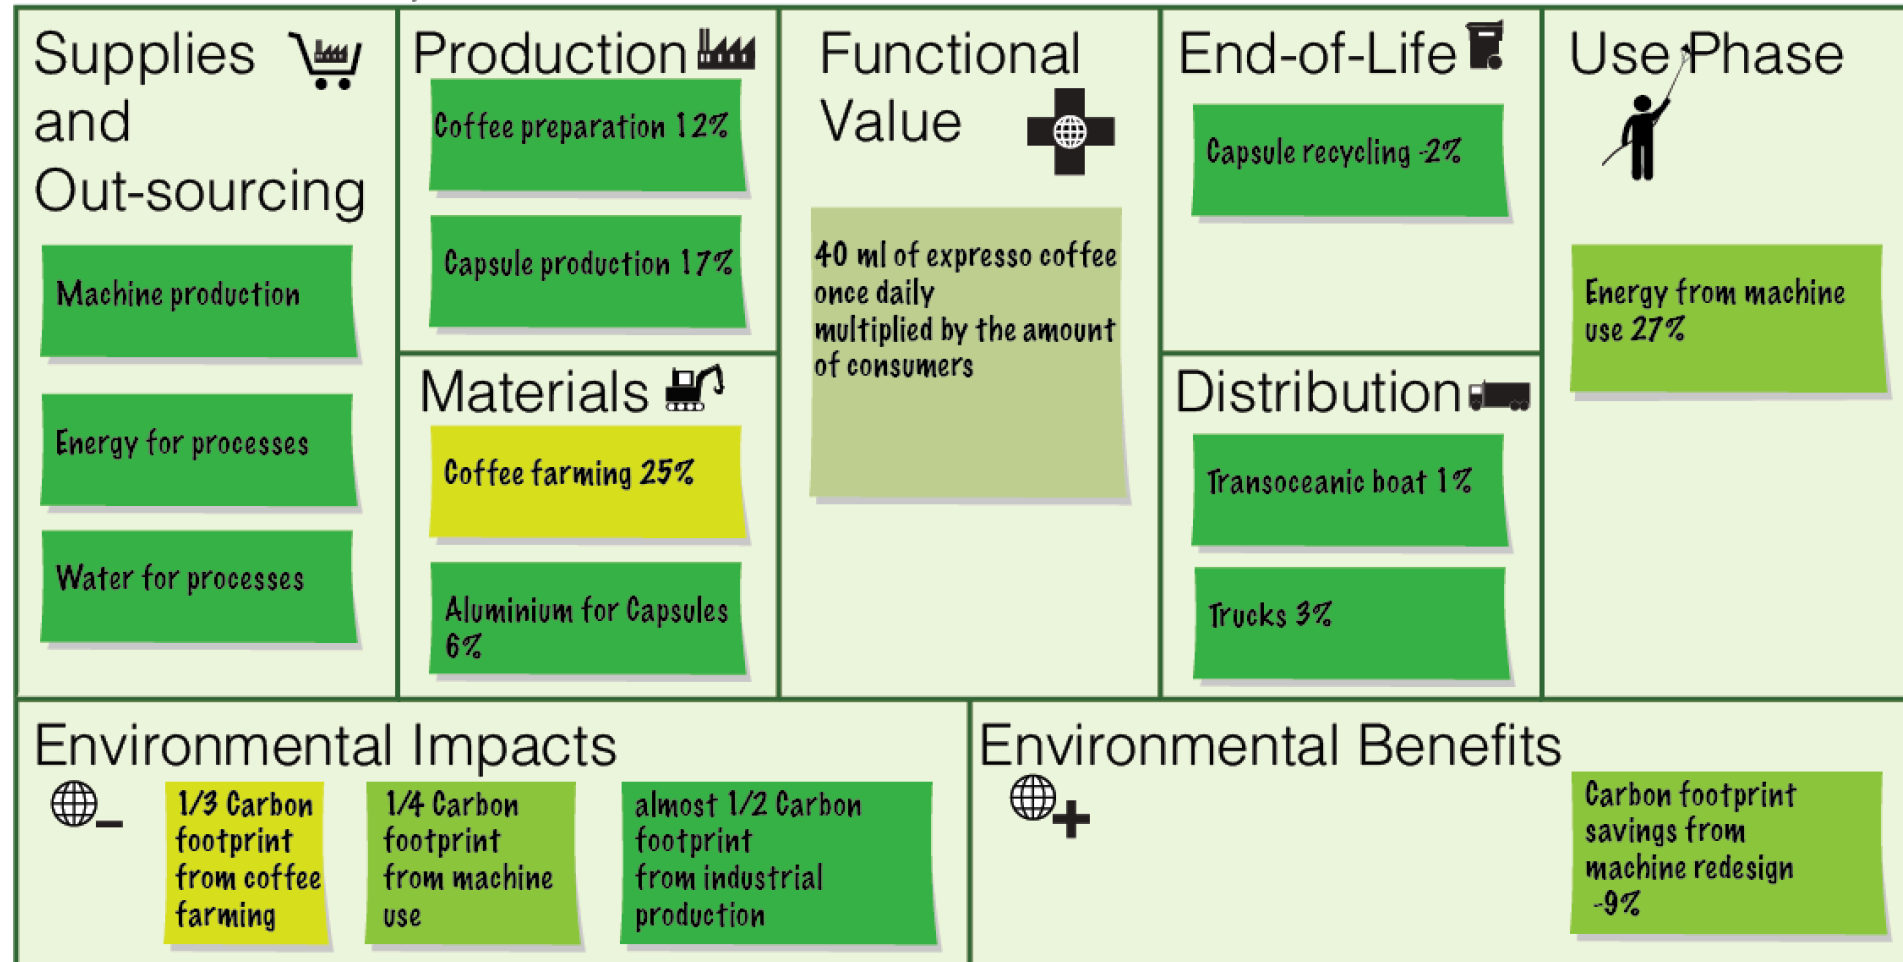 Supplies
and
Out-sourcing
Machine production
Energy for processes
Water for processes
Production
Coffee preparation 12%
Capsule production 17%
Materials
Coffee farming 25%
Aluminium for Capsules
6%
Functional
Value
40 ml of expresso coffee
once daily
multiplied by the amount
of consumers
End-of-Life
Capsule recycling -2%
Distribution
Transoceanic boat 1%
Trucks 3%
Use Phase
Energy from machine
use 27%
Environmental Impacts
1/3 Carbon
footprint
from coffee
farming
1/4 Carbon
footprint
from machine
use
almost 1/2 Carbon
footprint
from industrial
production
Environmental Benefits
Carbon footprint
savings from
machine redesign
-9%